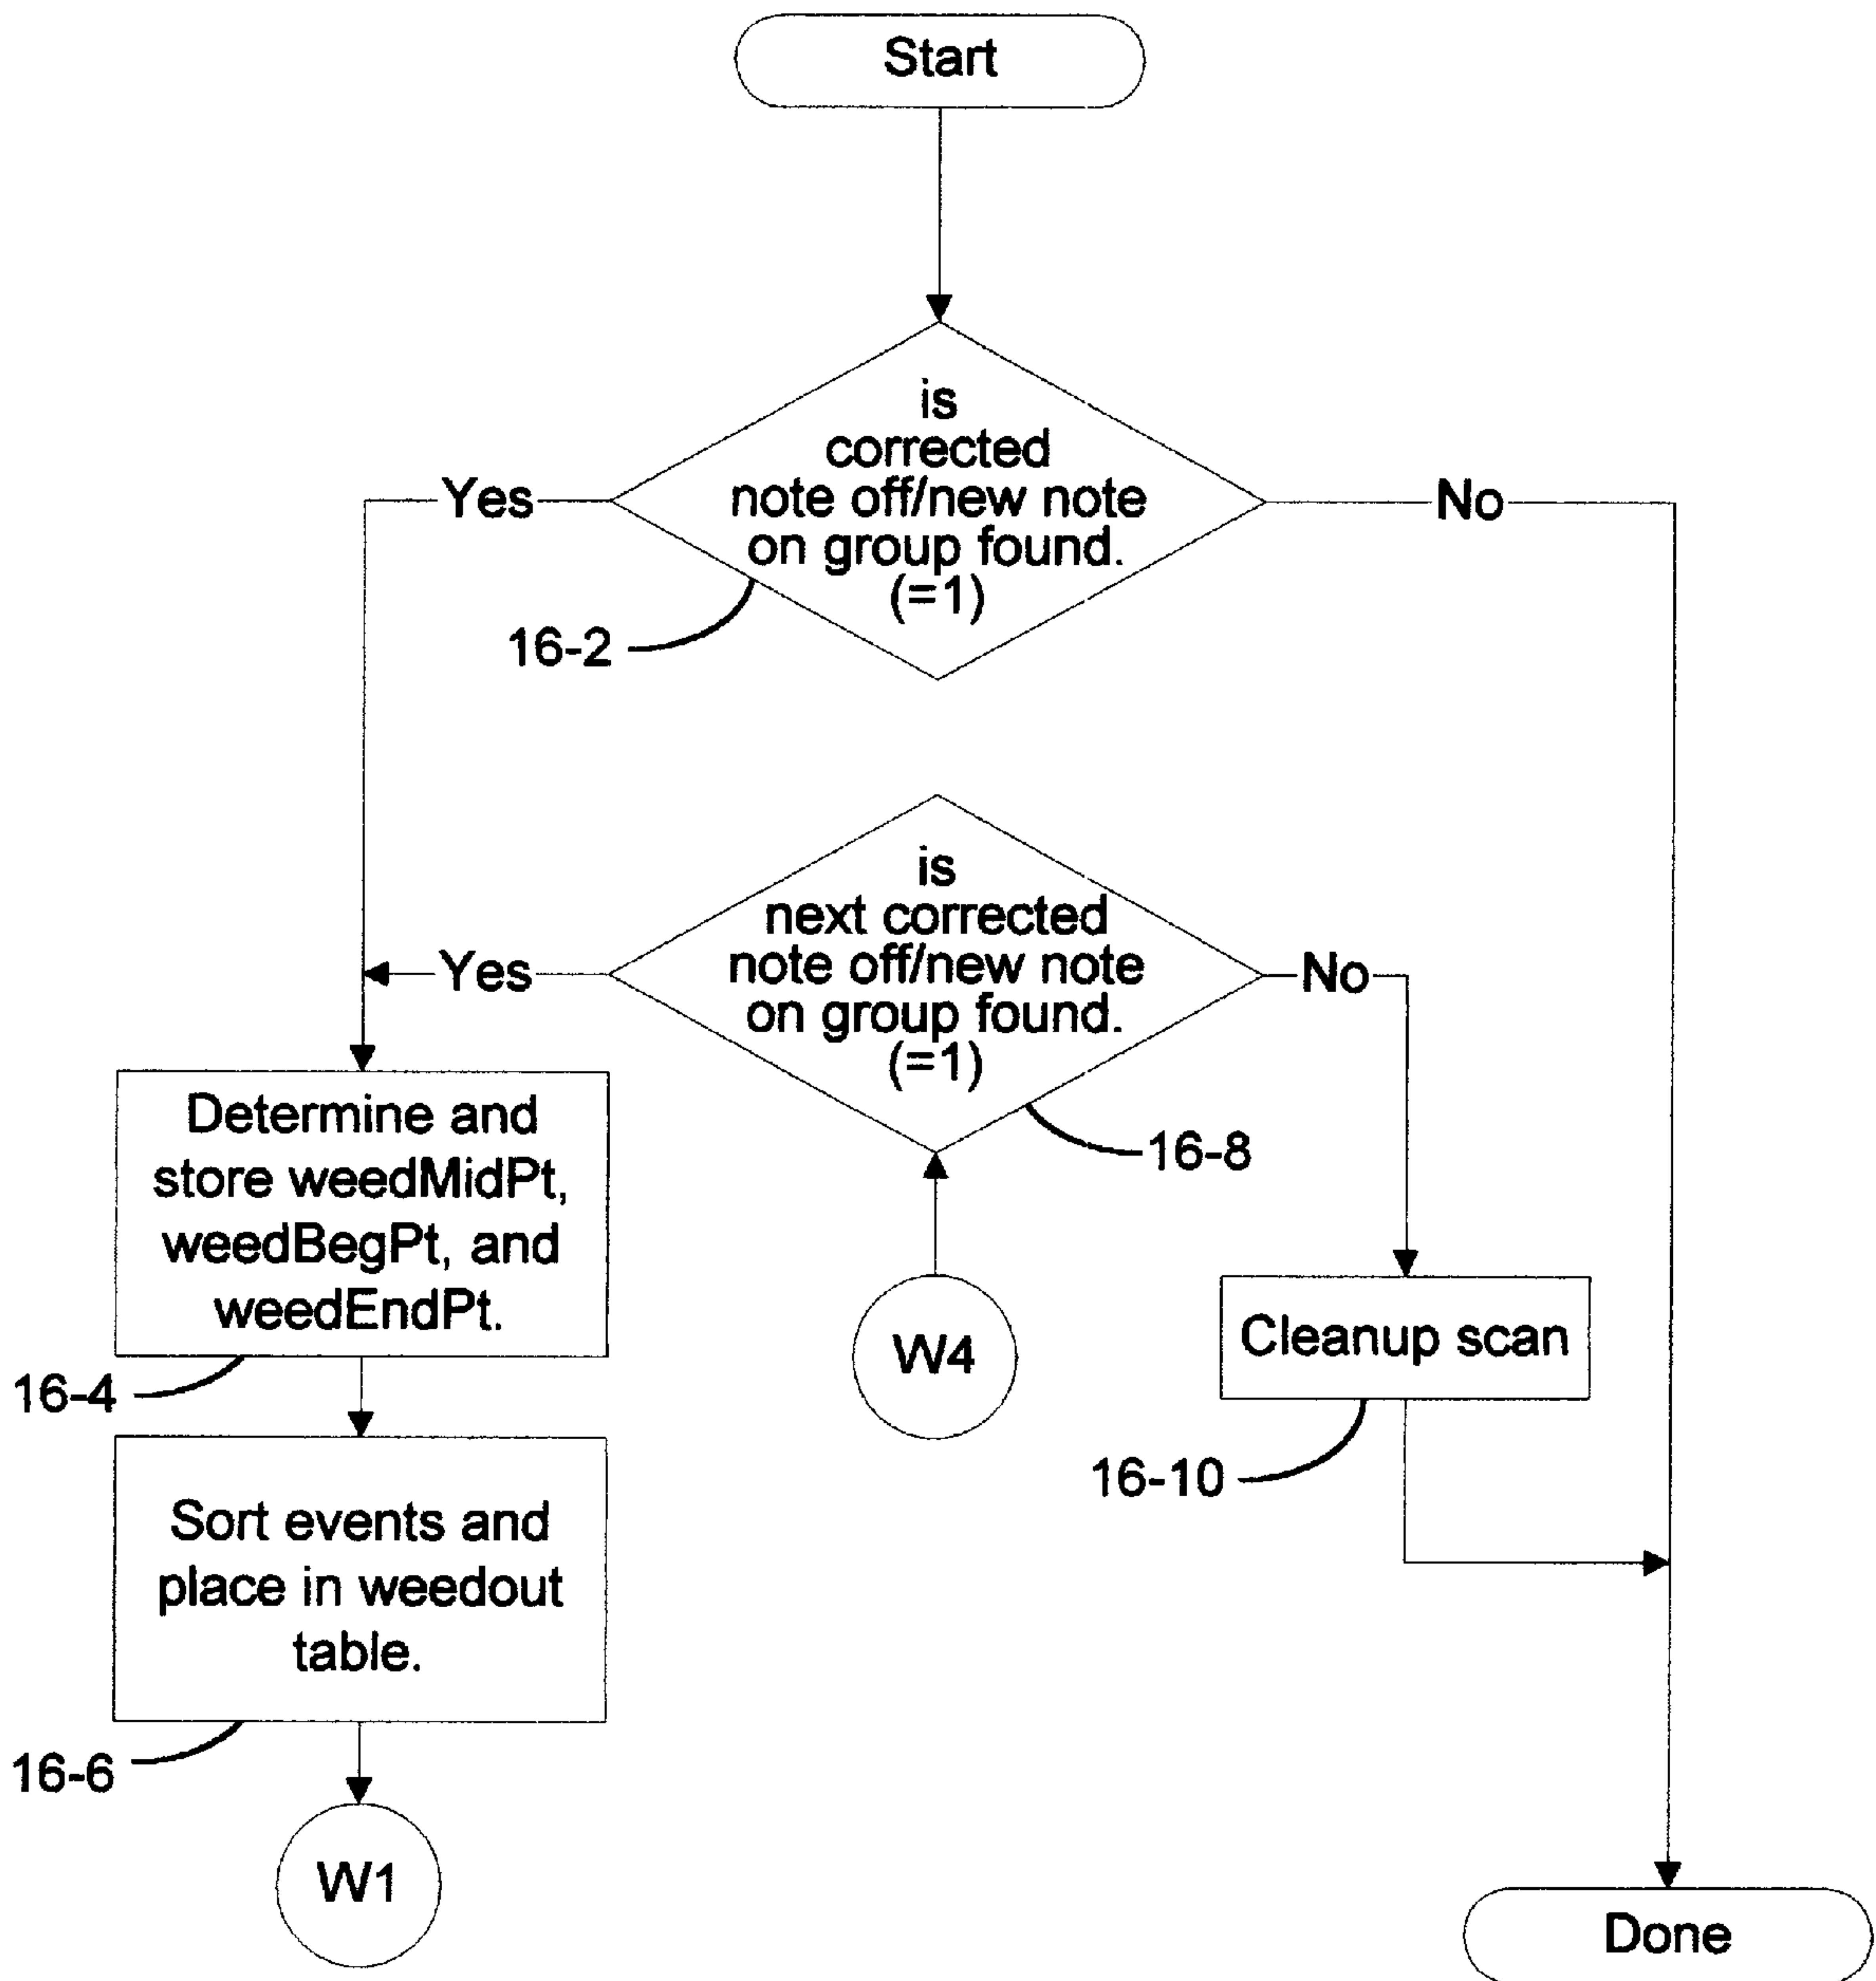 Start
is
corrected
note off/new note
on group found.
(=1)
Yes
No
16-2
is
next corrected
note off/new note
on group found.
(=1)
Yes
No
16-8
Determine and
store weedMidPt,
weedBegPt, and
weedEndPt.
16-4
W4
Cleanup scan
16-10
Sort events and
place in weedout
table.
16-6
W1
Done